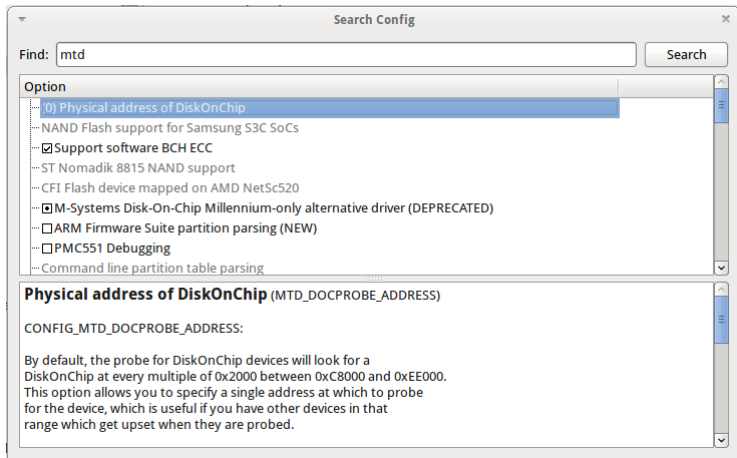 Search Config
Find: mtd Search
Option
(0) Physical address of DiskOnChip
NAND Flash support for Samsung S3C SoCs
Support software BCH ECC
ST Nomadik 8815 NAND support
CFI Flash device mapped on AMD NetSc520
M-Systems Disk-On-Chip Millennium-only alternative driver (DEPRECATED)
ARM Firmware Suite partition parsing (NEW)
PMC551 Debugging
Command line partition table parsing
Physical address of DiskOnChip (MTD_DOCPROBE_ADDRESS)
CONFIG_MTD_DOCPROBE_ADDRESS:
By default, the probe for DiskOnChip devices will look for a
DiskOnChip at every multiple of 0x2000 between 0xC8000 and 0xEE000.
This option allows you to specify a single address at which to probe
for the device, which is useful if you have other devices in that
range which get upset when they are probed.